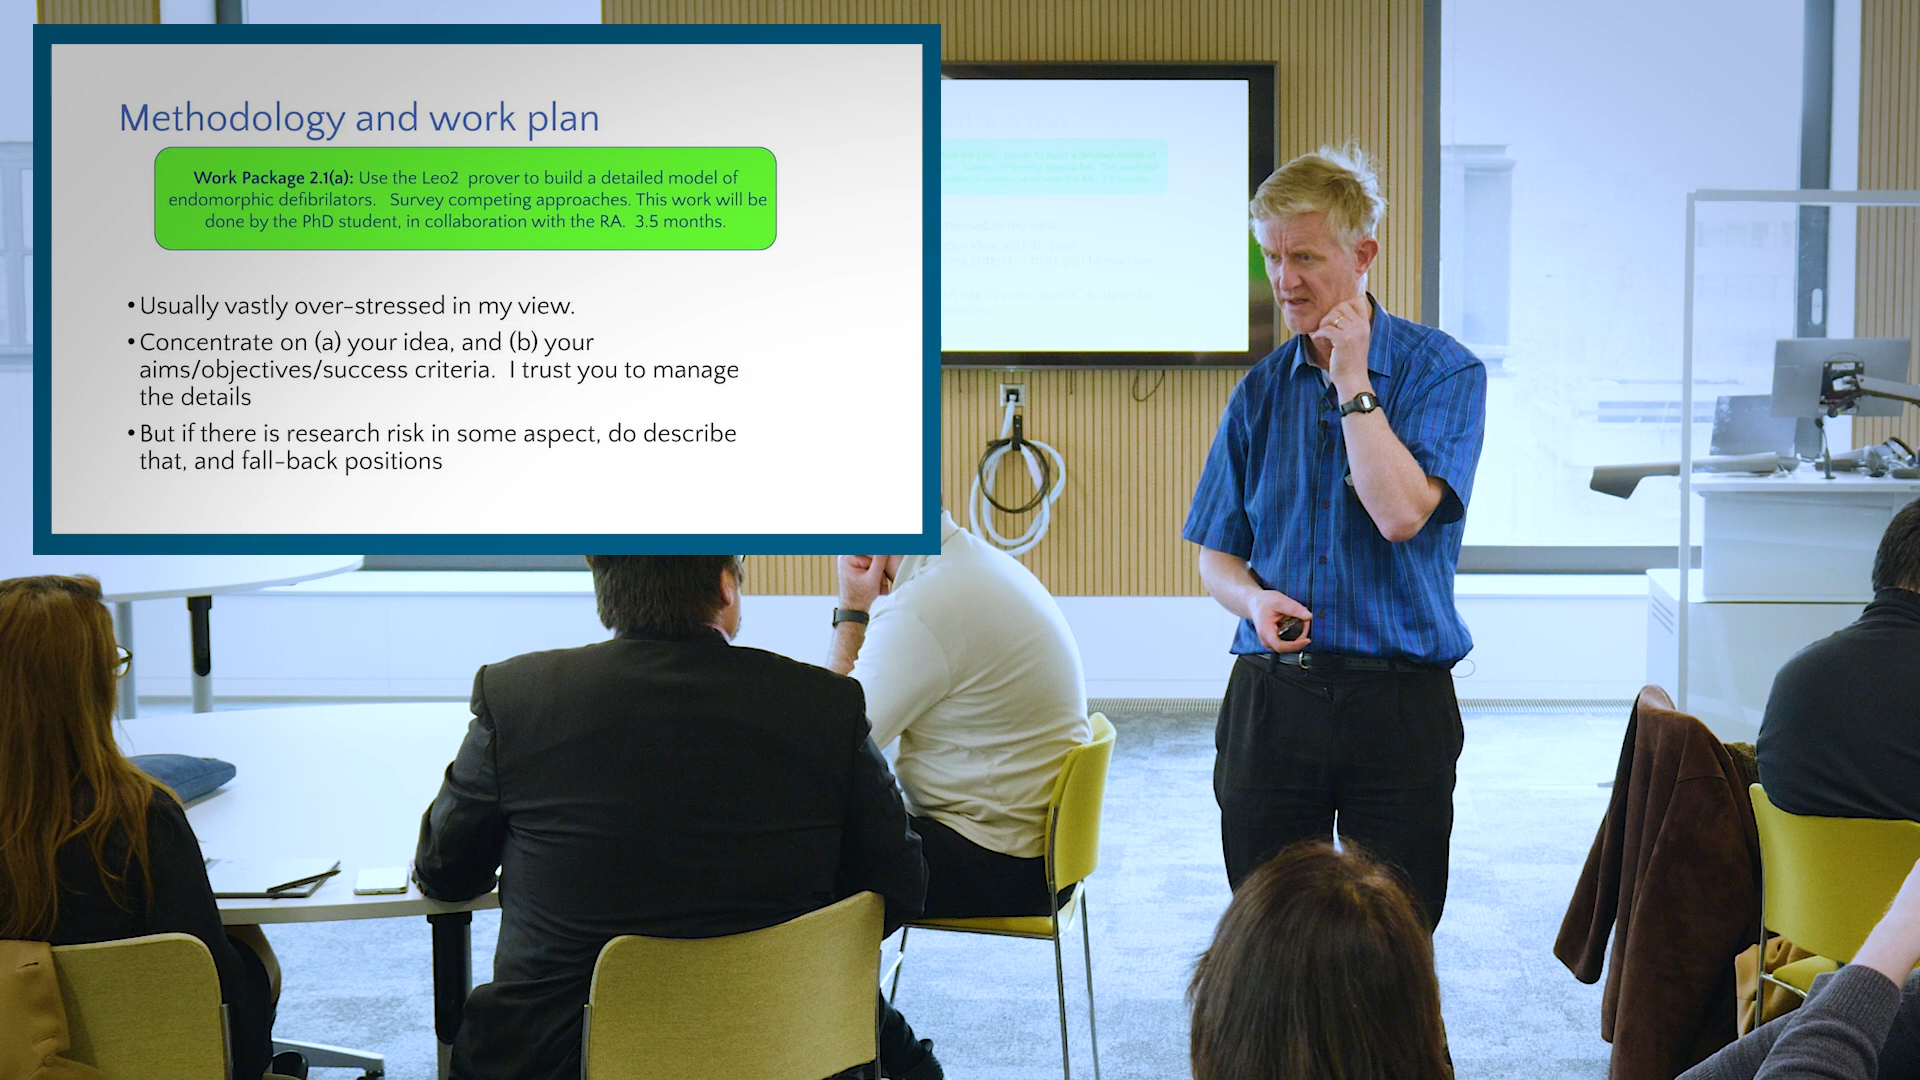 Methodology and work plan
Work Package 2.1(a): Use the Leo2 prover to build a detailed model of
endomorphic defibrilators. Survey competing approaches. This work will be
done by the PhD student, in collaboration with the RA. 3.5 months.
•Usually vastly over-stressed in my view.
•Concentrate on (a) your idea, and (b) your
aims/objectives/success criteria. I trust you to manage
the details
•But if there is research risk in some aspect, do describe
that, and fall-back positions